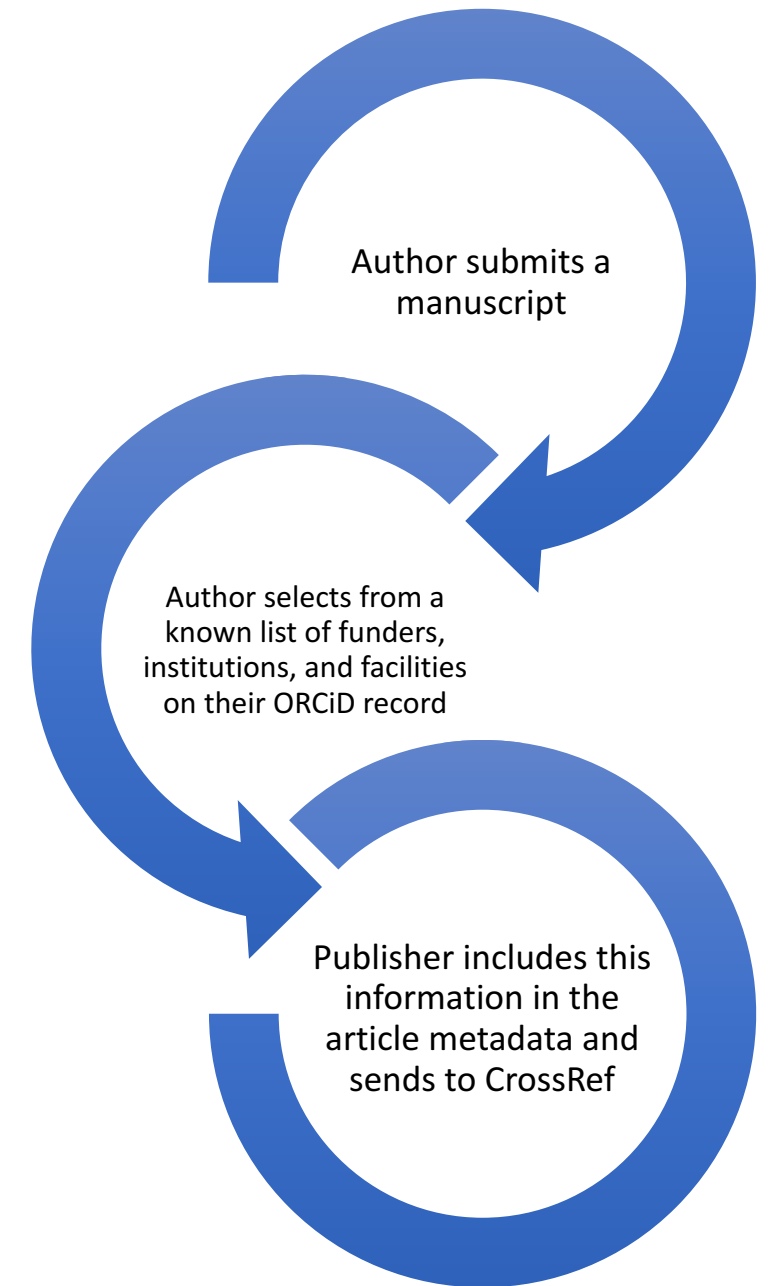 Author submits a
manuscript
Author selects from a
known list of funders,
institutions, and facilities
on their ORCiD record
Publisher includes this
information in the
article metadata and
sends to CrossRef